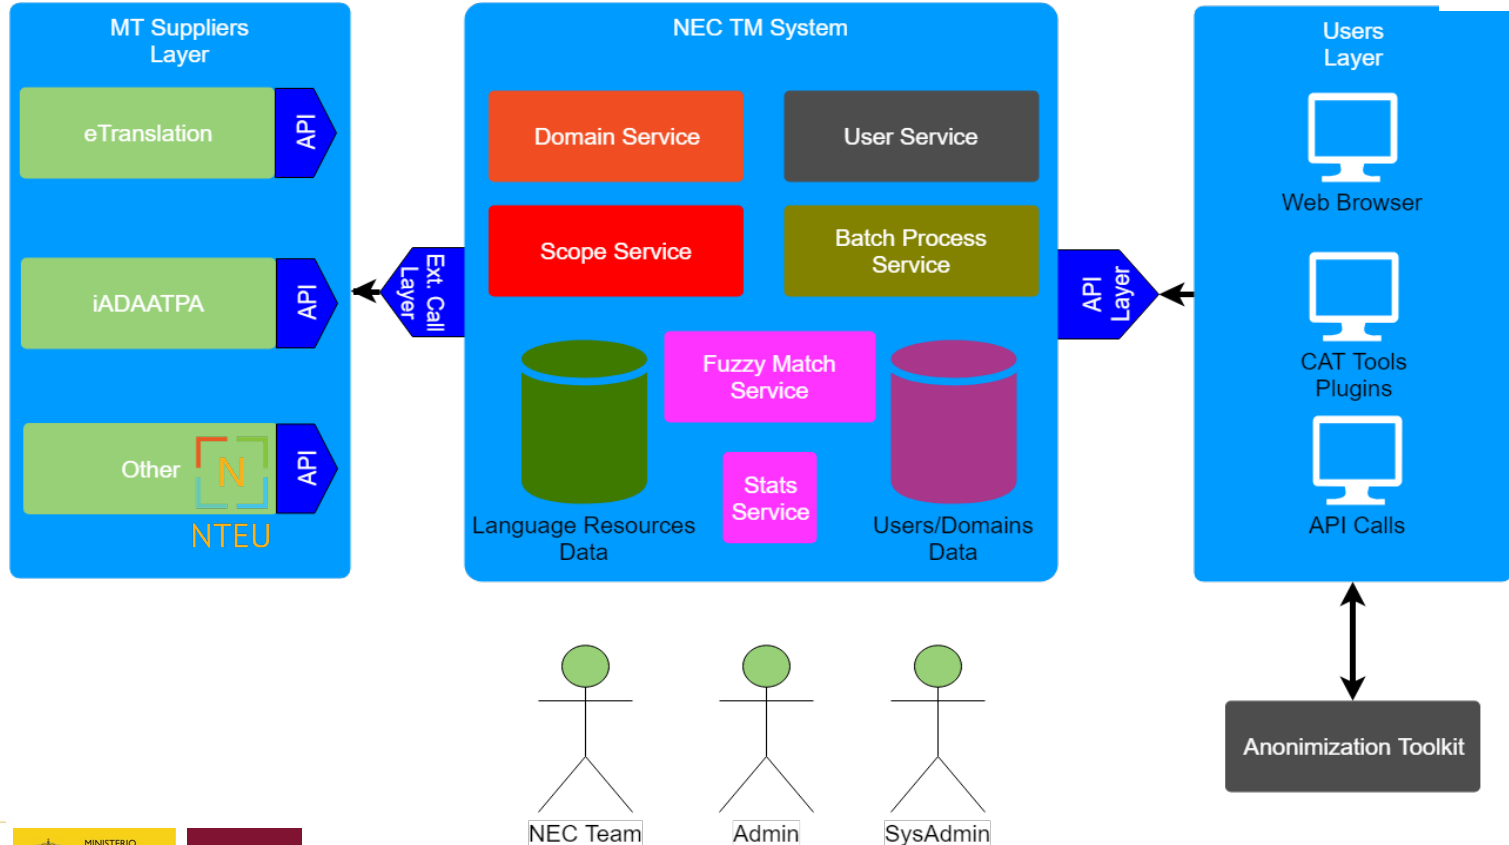 MT Suppliers
Layer
eTranslation
API
iADAATPA
API
Other
N
API
NTEU
Ext. Call
Layer
NEC TM System
Domain Service
User Service
Scope Service
Batch Process
Service
Fuzzy Match
Service
Stats
Service
Language Resources
Data
Users/Domains
Data
API
Layer
Users
Layer
Web Browser
CAT Tools
Plugins
API Calls
Anonimization Toolkit
NEC Team
Admin
SysAdmin
MINISTERIO